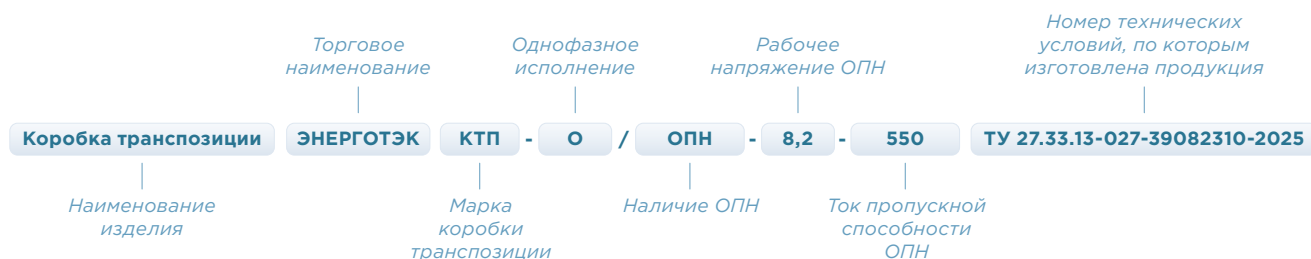 Торговое
наименование
Однофазное
исполнение
Рабочее
напряжение ОПН
Номер технических
условий, по которым
изготовлена продукция
Коробка транспозиции ЭНЕРГОТЭК КТП - О / ОПН - 8,2 - 550 ТУ 27.33.13-027-39082310-2025
Наименование
изделия
Марка
коробки
транспозиции
Наличие ОПН
Ток пропускной
способности
ОПН